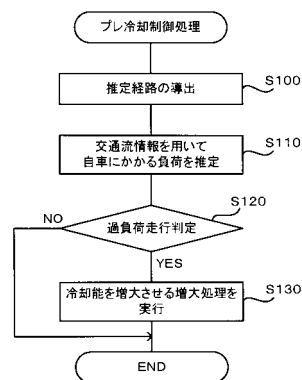 プレ冷却制御処理
推定経路の導出
S100
交通流情報を用いて
自車にかかる負荷を推定
S110
過負荷走行判定
S120
NO
YES
冷却能を増大させる増大処理を
実行
S130
END